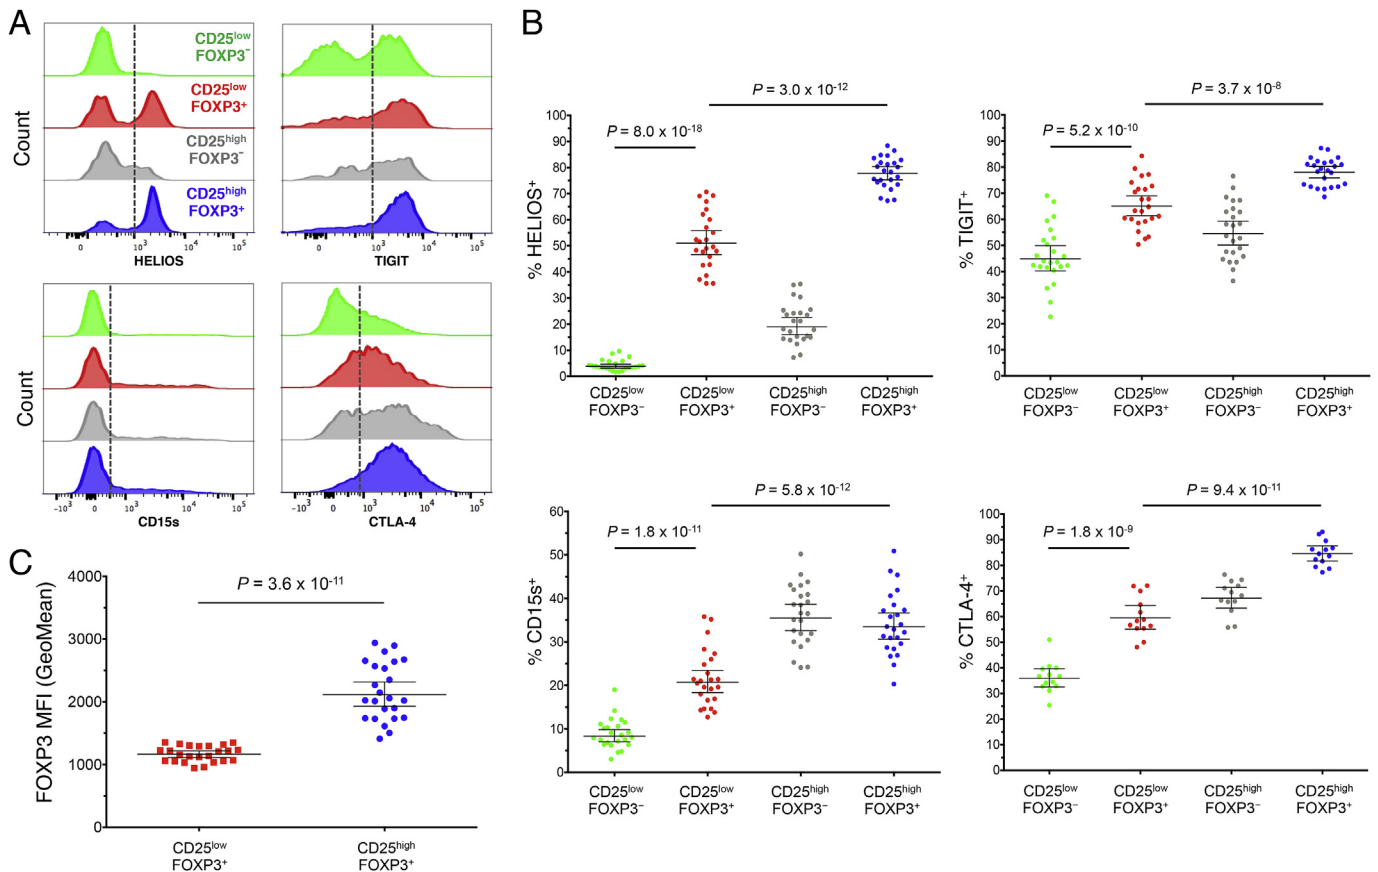 A
CD25low
FOXP3−
CD25low
FOXP3+
CD25high
FOXP3−
CD25high
FOXP3+
Count
0 10³ 10⁴ 10⁵
HELIOS
0 10³ 10⁴ 10⁵
TIGIT
Count
-10³ 0 10³ 10⁴ 10⁵
CD15s
-10³ 0 10³ 10⁴ 10⁵
CTLA-4
B
P = 3.0 x 10-12
P = 8.0 x 10-18
% HELIOS+
100
90
80
70
60
50
40
30
20
10
0
CD25low
FOXP3−
CD25low
FOXP3+
CD25high
FOXP3−
CD25high
FOXP3+
P = 3.7 x 10-8
P = 5.2 x 10-10
% TIGIT+
100
90
80
70
60
50
40
30
20
10
0
CD25low
FOXP3−
CD25low
FOXP3+
CD25high
FOXP3−
CD25high
FOXP3+
P = 5.8 x 10-12
P = 1.8 x 10-11
% CD15s+
60
50
40
30
20
10
0
CD25low
FOXP3−
CD25low
FOXP3+
CD25high
FOXP3−
CD25high
FOXP3+
P = 9.4 x 10-11
P = 1.8 x 10-9
% CTLA-4+
100
90
80
70
60
50
40
30
20
10
0
CD25low
FOXP3−
CD25low
FOXP3+
CD25high
FOXP3−
CD25high
FOXP3+
C
P = 3.6 x 10-11
FOXP3 MFI (GeoMean)
4000
3000
2000
1000
0
CD25low
FOXP3+
CD25high
FOXP3+